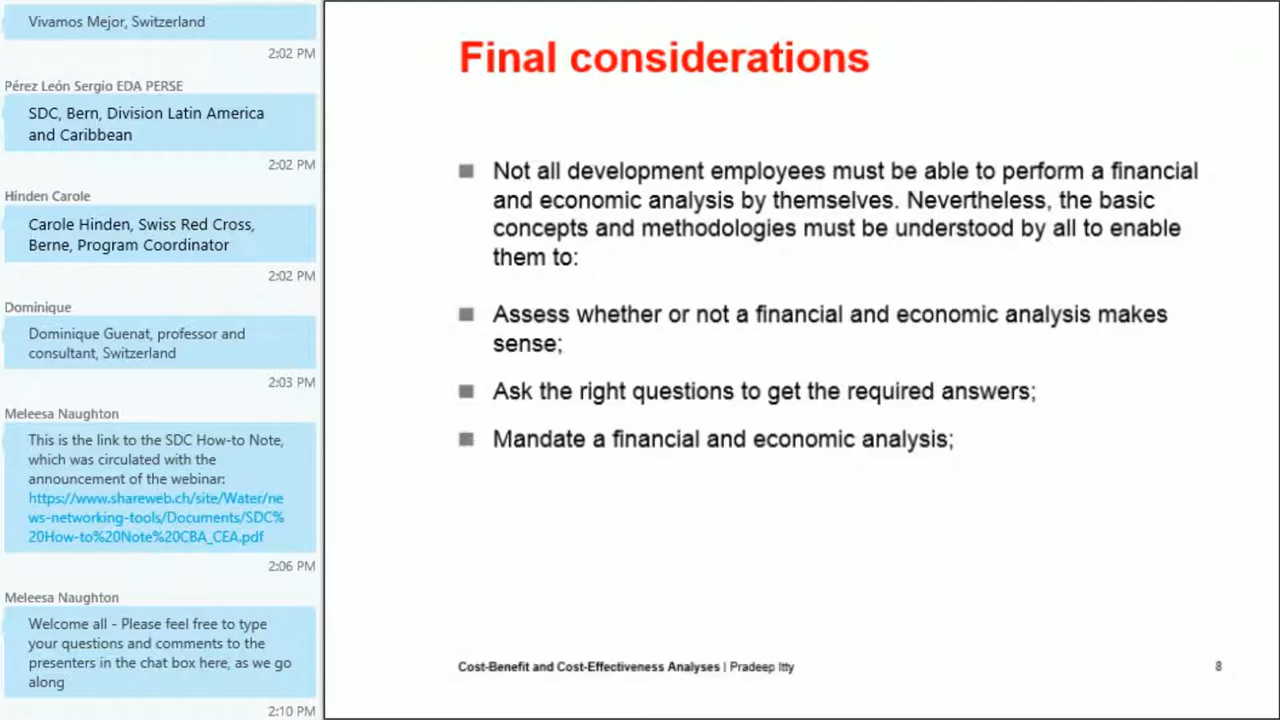 Vivamos Mejor, Switzerland
2:02 PM
Pérez León Sergio EDA PERSE
SDC, Bern, Division Latin America
and Caribbean
2:02 PM
Hinden Carole
Carole Hinden, Swiss Red Cross,
Berne, Program Coordinator
2:02 PM
Dominique
Dominique Guenat, professor and
consultant, Switzerland
2:03 PM
Meleesa Naughton
This is the link to the SDC How-to Note,
which was circulated with the
announcement of the webinar:
https://www.shareweb.ch/site/Water/ne
ws-networking-tools/Documents/SDC%
20How-to%20Note%20CBA_CEA.pdf
2:06 PM
Meleesa Naughton
Welcome all - Please feel free to type
your questions and comments to the
presenters in the chat box here, as we go
along
2:10 PM
Final considerations
Not all development employees must be able to perform a financial
and economic analysis by themselves. Nevertheless, the basic
concepts and methodologies must be understood by all to enable
them to:
Assess whether or not a financial and economic analysis makes
sense;
Ask the right questions to get the required answers;
Mandate a financial and economic analysis;
Cost-Benefit and Cost-Effectiveness Analyses | Pradeep Itty
8